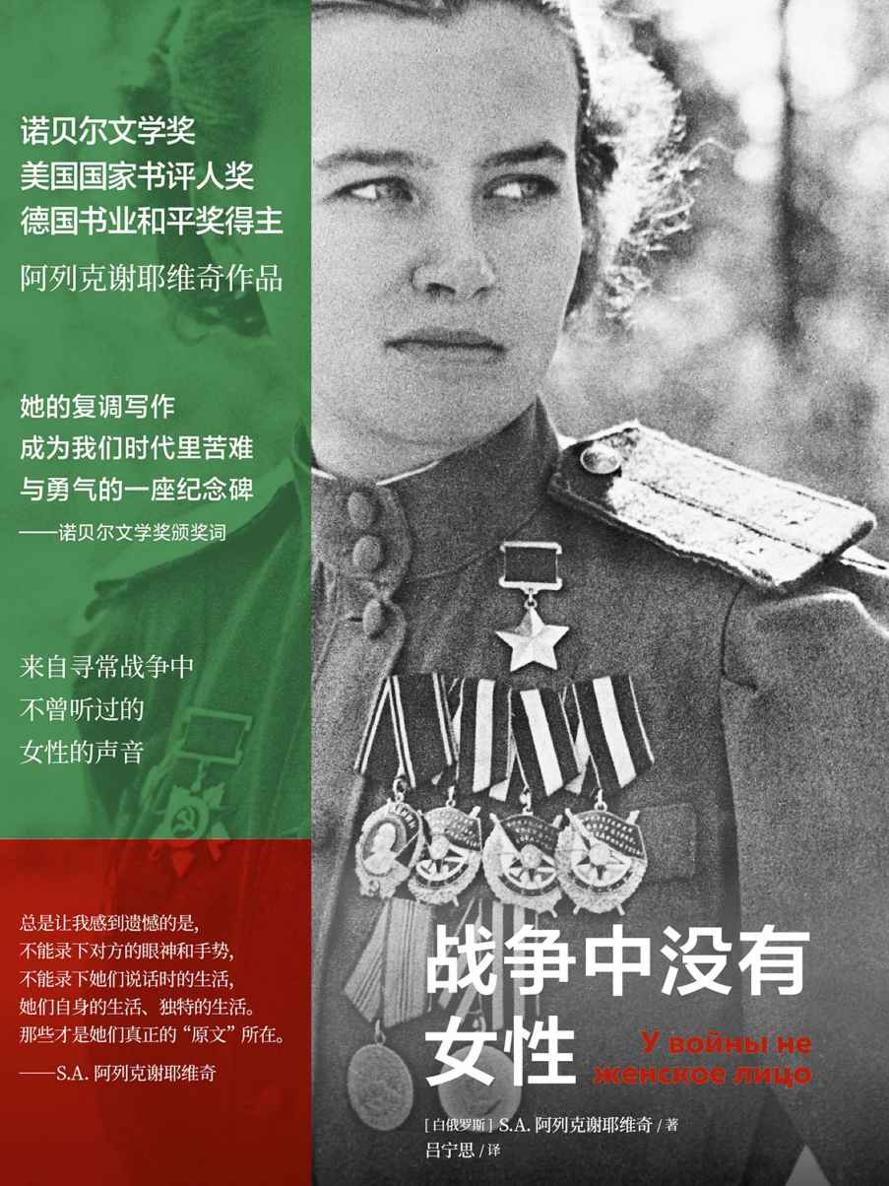 诺贝尔文学奖
美国国家书评人奖
德国书业和平奖得主
阿列克谢耶维奇作品
她的复调写作
成为我们时代里苦难
与勇气的一座纪念碑
——诺贝尔文学奖颁奖词
来自寻常战争中
不曾听过的
女性的声音
总是让我感到遗憾的是，
不能录下对方的眼神和手势，
不能录下她们说话时的生活，
她们自身的生活、独特的生活。
那些才是她们真正的“原文”所在。
——S.A. 阿列克谢耶维奇
战争中没有
女性
У войны не
женское лицо
[白俄罗斯] S.A. 阿列克谢耶维奇 / 著
吕宁思 / 译